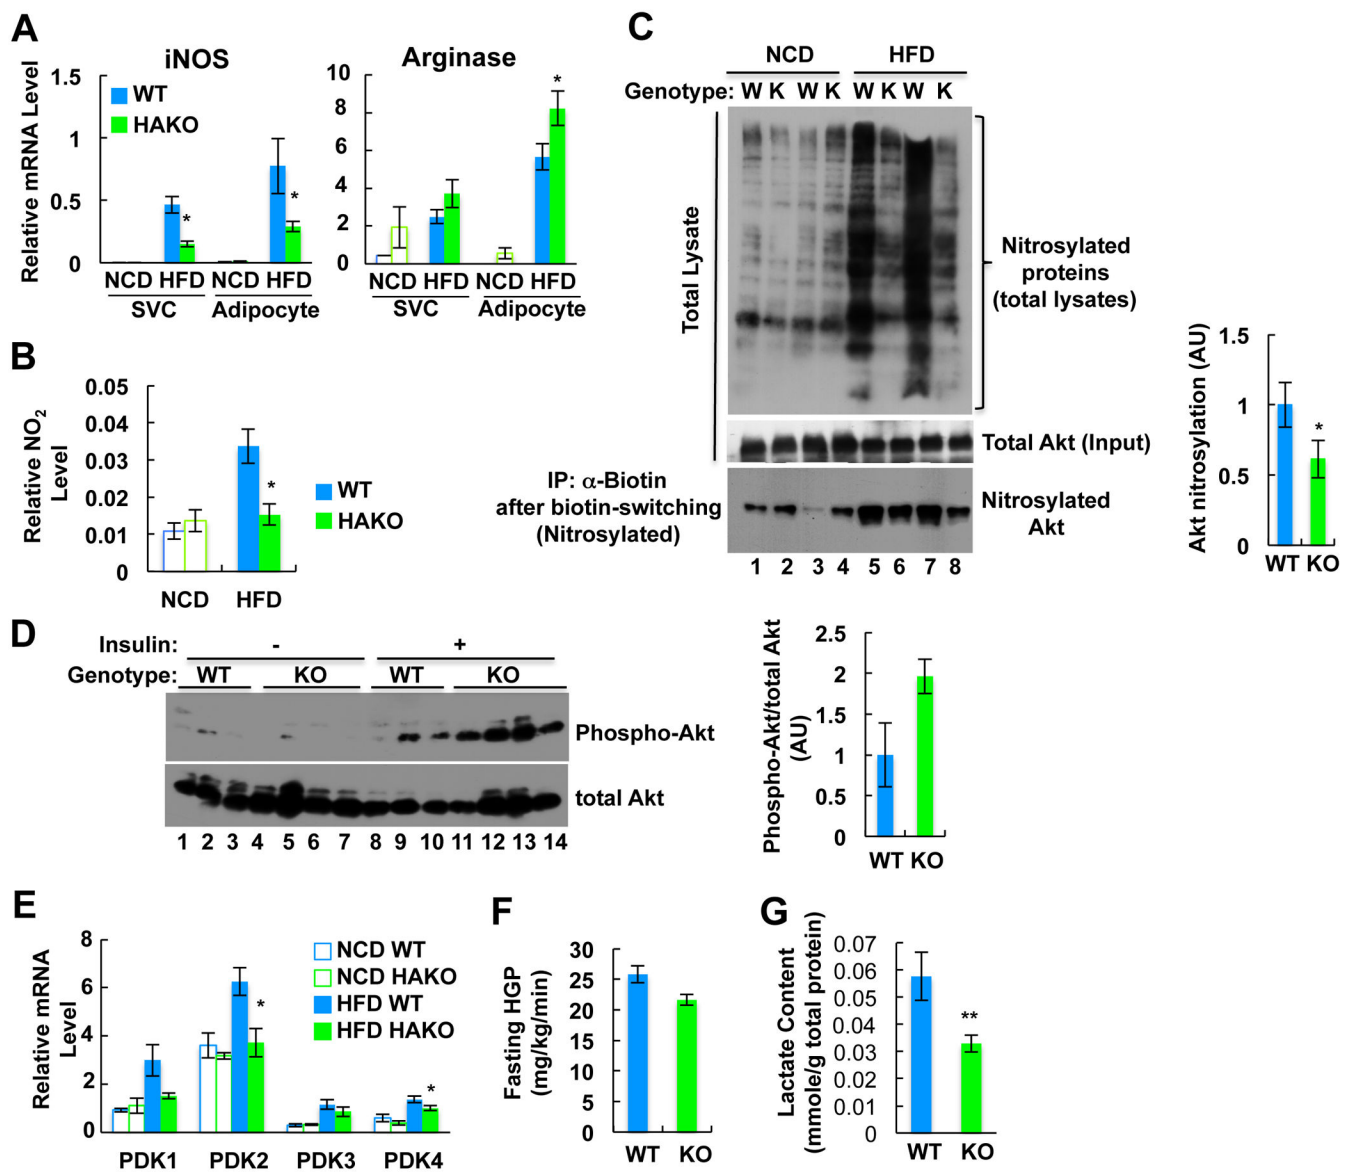 A
iNOS
Relative mRNA Level
1.5
1
0.5
0
WT
HAKO
*
*
NCD HFD NCD HFD
SVC Adipocyte
Arginase
10
8
6
4
2
0
*
NCD HFD NCD HFD
SVC Adipocyte
B
Relative NO2
Level
0.05
0.04
0.03
0.02
0.01
0
*
WT
HAKO
NCD HFD
C
NCD HFD
Genotype: W K W K W K W K
Total Lysate
Nitrosylated
proteins
(total lysates)
Total Akt (Input)
IP: α-Biotin
after biotin-switching
(Nitrosylated)
Nitrosylated
Akt
1 2 3 4 5 6 7 8
Akt nitrosylation (AU)
1.5
1
0.5
0
*
WT KO
D
Insulin: - +
Genotype: WT KO WT KO
Phospho-Akt
total Akt
1 2 3 4 5 6 7 8 9 10 11 12 13 14
Phospho-Akt/total Akt
(AU)
2.5
2
1.5
1
0.5
0
WT KO
E
Relative mRNA
Level
8
6
4
2
0
NCD WT
NCD HAKO
HFD WT
HFD HAKO
*
*
PDK1 PDK2 PDK3 PDK4
F
Fasting HGP
(mg/kg/min)
30
25
20
15
10
5
0
WT KO
G
Lactate Content
(mmole/g total protein)
0.07
0.06
0.05
0.04
0.03
0.02
0.01
0
**
WT KO